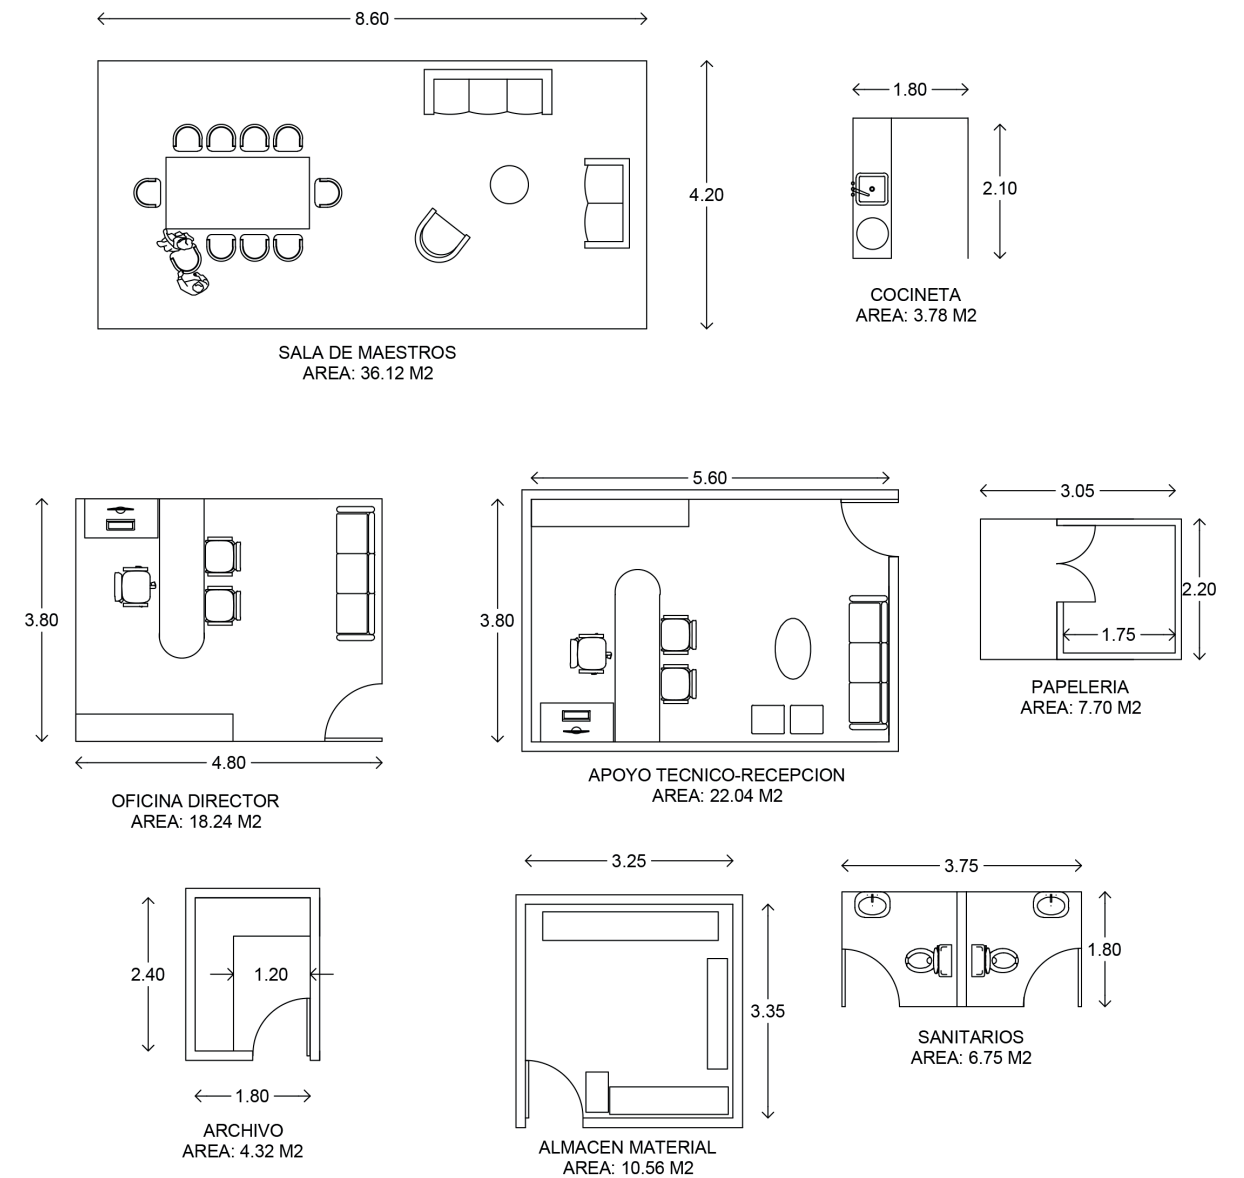 8.60
4.20
SALA DE MAESTROS
AREA: 36.12 M2
1.80
2.10
COCINETA
AREA: 3.78 M2
3.80
4.80
OFICINA DIRECTOR
AREA: 18.24 M2
5.60
3.80
APOYO TECNICO-RECEPCION
AREA: 22.04 M2
3.05
2.20
1.75
PAPELERIA
AREA: 7.70 M2
2.40
1.20
1.80
ARCHIVO
AREA: 4.32 M2
3.25
3.35
ALMACEN MATERIAL
AREA: 10.56 M2
3.75
1.80
SANITARIOS
AREA: 6.75 M2